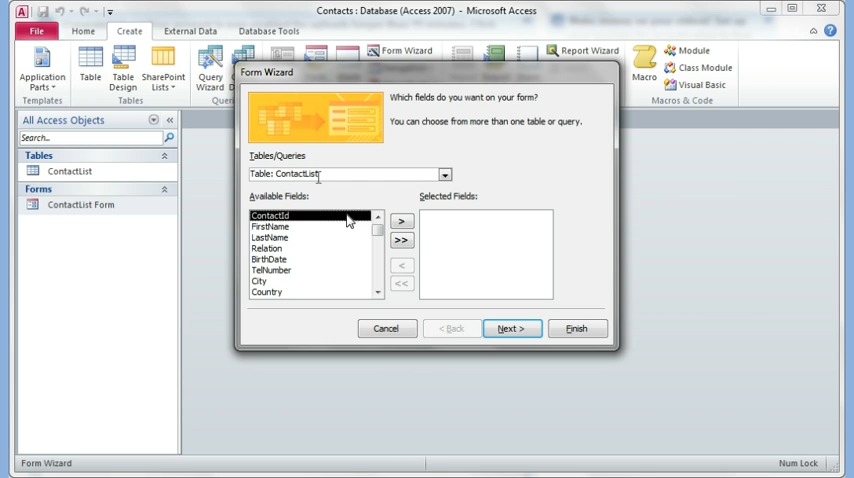 Contacts : Database (Access 2007) - Microsoft Access
File
Home
Create
External Data
Database Tools
Application
Parts
Templates
Table
Table
Design
SharePoint
Lists
Tables
Query
Wizard
Form Wizard
Report Wizard
Macro
Module
Class Module
Visual Basic
Macros & Code
All Access Objects
Search...
Tables
ContactList
Forms
ContactList Form
Form Wizard
Which fields do you want on your form?
You can choose from more than one table or query.
Tables/Queries
Table: ContactList
Available Fields:
Selected Fields:
ContactId
FirstName
LastName
Relation
BirthDate
TelNumber
City
Country
>
>>
<
<<
Cancel
< Back
Next >
Finish
Form Wizard
Num Lock